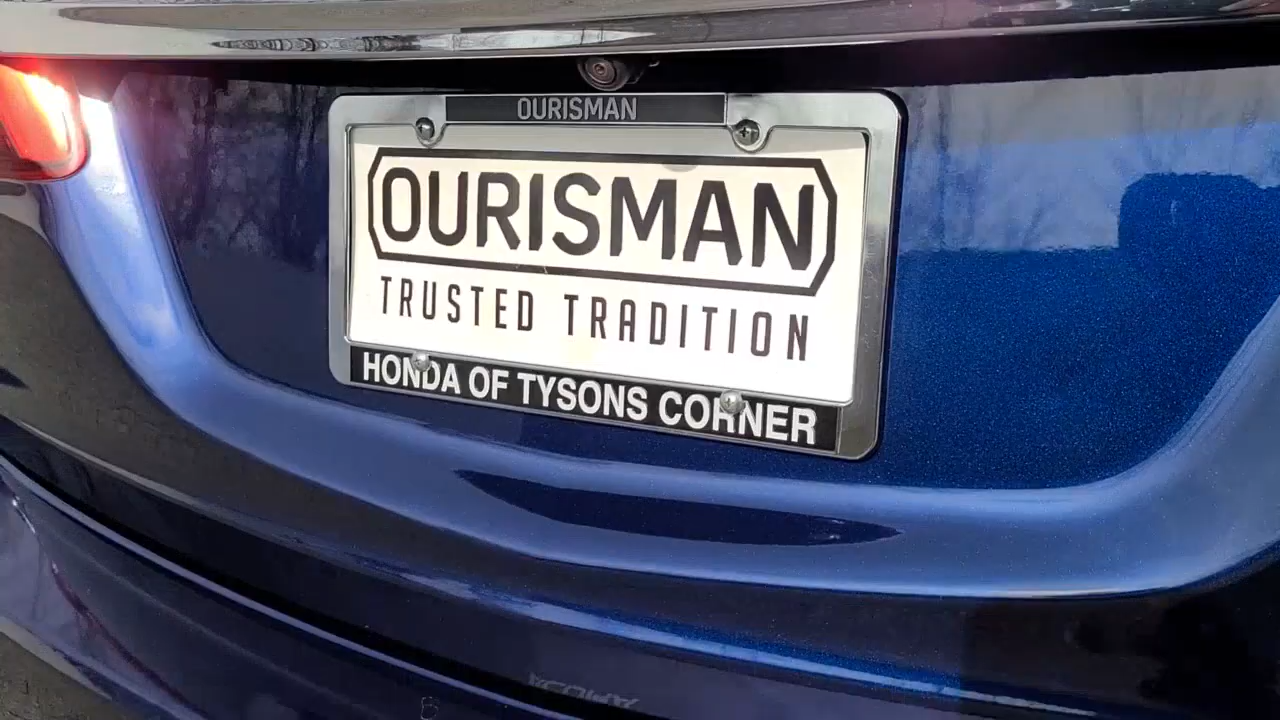 OURISMAN
OURISMAN
TRUSTED TRADITION
HONDA OF TYSONS CORNER